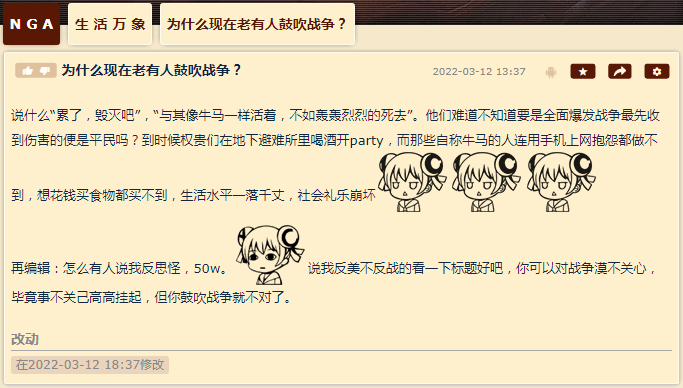 NGA 生活万象 为什么现在老有人鼓吹战争？
为什么现在老有人鼓吹战争？ 2022-03-12 13:37
说什么“累了，毁灭吧”，“与其像牛马一样活着，不如轰轰烈烈的死去”。他们难道不知道要是全面爆发战争最先收
到伤害的便是平民吗？到时候权贵们在地下避难所里喝酒开party，而那些自称牛马的人连用手机上网抱怨都做不
到，想花钱买食物都买不到，生活水平一落千丈，社会礼乐崩坏
再编辑：怎么有人说我反思怪，50w。 说我反美不反战的看一下标题好吧，你可以对战争漠不关心，
毕竟事不关己高高挂起，但你鼓吹战争就不对了。
改动
在2022-03-12 18:37修改